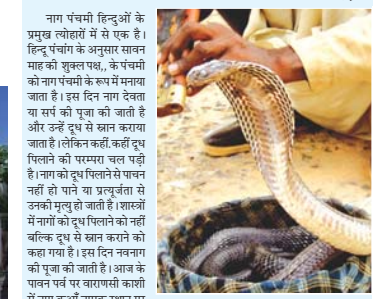 नाग पंचमी हिन्दुओं के
प्रमुख त्योहारों में से एक है।
हिन्दू पंचांग के अनुसार सावन
माह की शुक्ल पक्ष,, के पंचमी
को नाग पंचमी के रूप में मनाया
जाता है। इस दिन नाग देवता
या सर्प की पूजा की जाती है
और उन्हें दूध से स्नान कराया
जाता है।लेकिन कहीं.कहीं दूध
पिलाने की परम्परा चल पड़ी
है।नाग को दूध पिलाने से पाचन
नहीं हो पाने या प्रत्यूर्जता से
उनकी मृत्यु हो जाती है।शास्त्रों
में नागों को दूध पिलाने को नहीं
बल्कि दूध से स्नान कराने को
कहा गया है। इस दिन नवनाग
की पूजा की जाती है।आज के
पावन पर्व पर वाराणसी काशी
में नाग कुआँ नामक स्थान पर